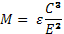 M = ε C³/E²